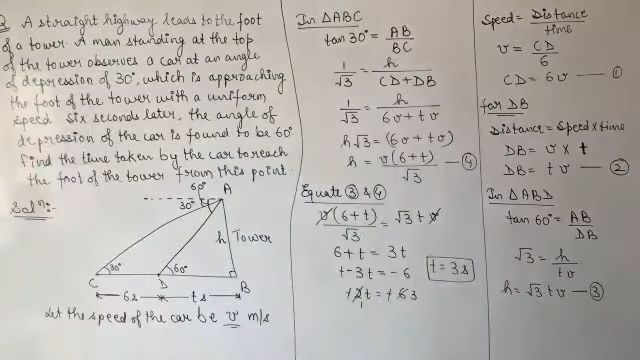 Q A straight highway leads to the foot
of a tower. A man standing at the top
of the tower observes a car at an angle
of depression of 30°, which is approaching
the foot of the tower with a uniform
speed. Six seconds later, the angle of
depression of the car is found to be 60°
Find the time taken by the car to reach
the foot of the tower from this point.
Solⁿ:-
60° A
30°
h Tower
C 30° D 60° B
6s ts
Let the speed of the car be v m/s
In ΔABC
tan 30° = AB/BC
1/√3 = h/(CD+DB)
1/√3 = h/(6v+tv)
h√3 = (6v+tv)
h = v(6+t)/√3 — ④
Equate ③ & ④
v(6+t)/√3 = √3 t v
6+t = 3t
t-3t = -6
+2t = +6 3
t = 3s
Speed = Distance/time
v = CD/6
CD = 6v — ①
for DB
Distance = Speed × time
DB = v × t
DB = tv — ②
In ΔABD
tan 60° = AB/DB
√3 = h/tv
h = √3 tv — ③